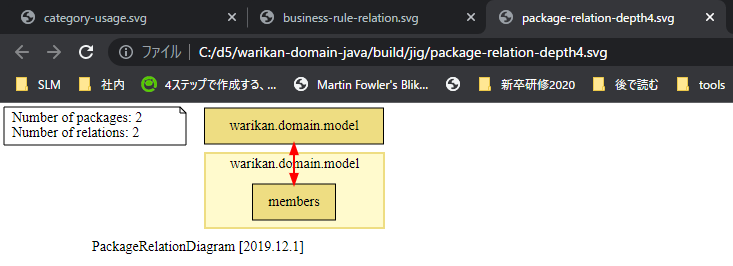 category-usage.svg
business-rule-relation.svg
package-relation-depth4.svg
ファイル
C:/d5/warikan-domain-java/build/jig/package-relation-depth4.svg
SLM
社内
4ステップで作成する、...
Martin Fowler's Blik...
新卒研修2020
後で読む
tools
Number of packages: 2
Number of relations: 2
warikan.domain.model
warikan.domain.model
members
PackageRelationDiagram [2019.12.1]